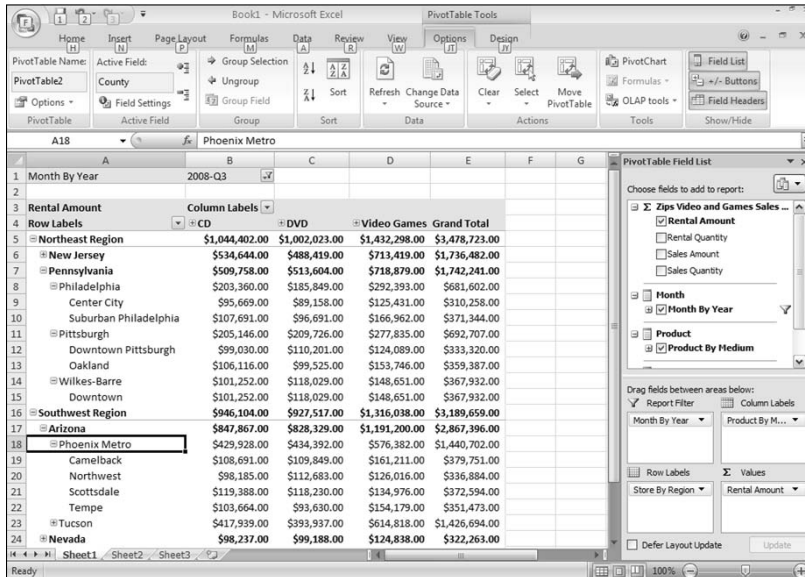 Book1 - Microsoft Excel
PivotTable Tools
F
1
2
3
Home
Insert
Page Layout
Formulas
Data
Review
View
Options
Design
H
N
P
M
A
R
W
JT
JY
PivotTable Name:
PivotTable2
Options
PivotTable
Active Field:
County
Field Settings
Active Field
Group Selection
Ungroup
Group Field
Group
Sort
Sort
Refresh
Change Data Source
Data
Clear
Select
Move PivotTable
Actions
PivotChart
Formulas
OLAP tools
Tools
Field List
+/- Buttons
Field Headers
Show/Hide
A18
fx
Phoenix Metro
A B C D E F G
1 Month By Year 2008-Q3
2
3 Rental Amount Column Labels
4 Row Labels CD DVD Video Games Grand Total
5 Northeast Region $1,044,402.00 $1,002,023.00 $1,432,298.00 $3,478,723.00
6 New Jersey $534,644.00 $488,419.00 $713,419.00 $1,736,482.00
7 Pennsylvania $509,758.00 $513,604.00 $718,879.00 $1,742,241.00
8 Philadelphia $203,360.00 $185,849.00 $292,393.00 $681,602.00
9 Center City $95,669.00 $89,158.00 $125,431.00 $310,258.00
10 Suburban Philadelphia $107,691.00 $96,691.00 $166,962.00 $371,344.00
11 Pittsburgh $205,146.00 $209,726.00 $277,835.00 $692,707.00
12 Downtown Pittsburgh $99,030.00 $110,201.00 $124,089.00 $333,320.00
13 Oakland $106,116.00 $99,525.00 $153,746.00 $359,387.00
14 Wilkes-Barre $101,252.00 $118,029.00 $148,651.00 $367,932.00
15 Downtown $101,252.00 $118,029.00 $148,651.00 $367,932.00
16 Southwest Region $946,104.00 $927,517.00 $1,316,038.00 $3,189,659.00
17 Arizona $847,867.00 $828,329.00 $1,191,200.00 $2,867,396.00
18 Phoenix Metro $429,928.00 $434,392.00 $576,382.00 $1,440,702.00
19 Camelback $108,691.00 $109,849.00 $161,211.00 $379,751.00
20 Northwest $98,185.00 $112,683.00 $126,016.00 $336,884.00
21 Scottsdale $119,388.00 $118,230.00 $134,976.00 $372,594.00
22 Tempe $103,664.00 $93,630.00 $154,179.00 $351,473.00
23 Tucson $417,939.00 $393,937.00 $614,818.00 $1,426,694.00
24 Nevada $98,237.00 $99,188.00 $124,838.00 $322,263.00
Sheet1 Sheet2 Sheet3
Ready
100%
PivotTable Field List
Choose fields to add to report:
Σ Zips Video and Games Sales ...
Rental Amount
Rental Quantity
Sales Amount
Sales Quantity
Month
Month By Year
Product
Product By Medium
Drag fields between areas below:
Report Filter
Column Labels
Month By Year
Product By M...
Row Labels
Σ Values
Store By Region
Rental Amount
Defer Layout Update
Update